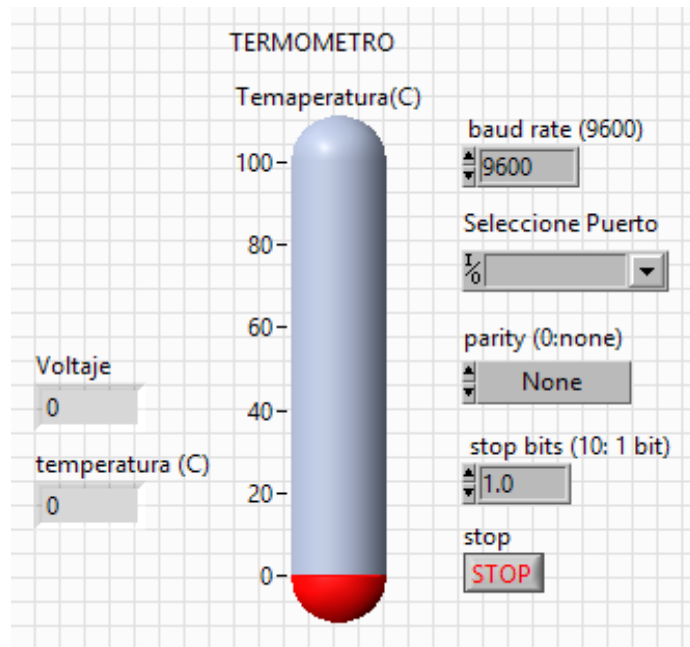 TERMOMETRO
Temaperatura(C)
100
80
60
40
20
0
Voltaje
0
temperatura (C)
0
baud rate (9600)
9600
Seleccione Puerto
I/O
parity (0:none)
None
stop bits (10: 1 bit)
1.0
stop
STOP